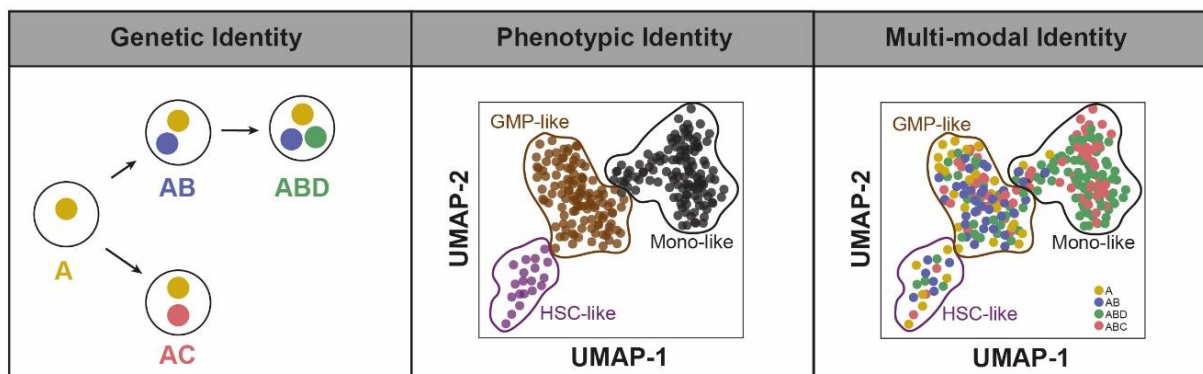 Genetic Identity
Phenotypic Identity
Multi-modal Identity
A
AB
ABD
AC
GMP-like
Mono-like
HSC-like
UMAP-2
UMAP-1
GMP-like
Mono-like
HSC-like
A
AB
ABD
ABC
UMAP-2
UMAP-1